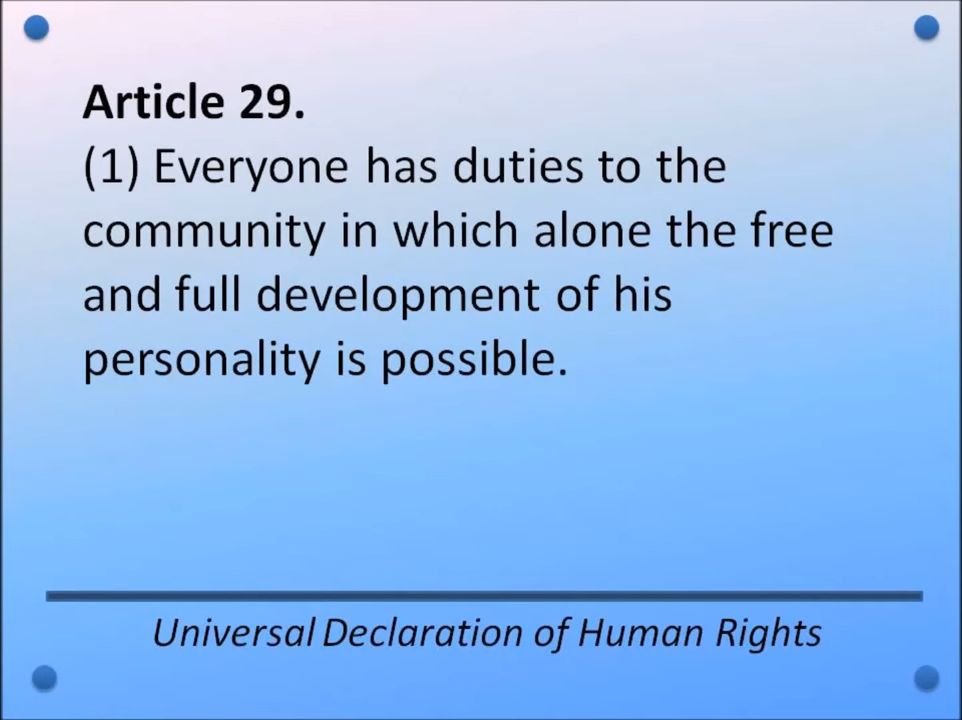 Article 29.
(1) Everyone has duties to the
community in which alone the free
and full development of his
personality is possible.
Universal Declaration of Human Rights